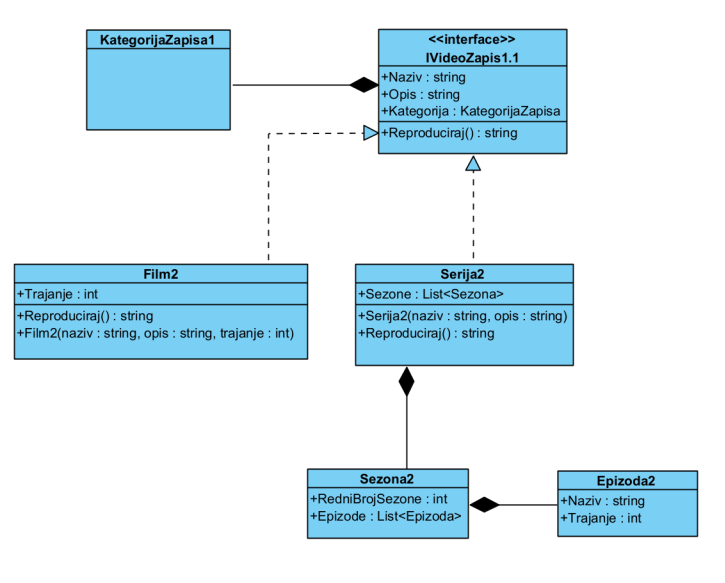 KategorijaZapisa1
<<interface>>
IVideoZapis1.1
+Naziv : string
+Opis : string
+Kategorija : KategorijaZapisa
+Reproduciraj() : string
Film2
+Trajanje : int
+Reproduciraj() : string
+Film2(naziv : string, opis : string, trajanje : int)
Serija2
+Sezone : List<Sezona>
+Serija2(naziv : string, opis : string)
+Reproduciraj() : string
Sezona2
+RedniBrojSezone : int
+Epizode : List<Epizoda>
Epizoda2
+Naziv : string
+Trajanje : int